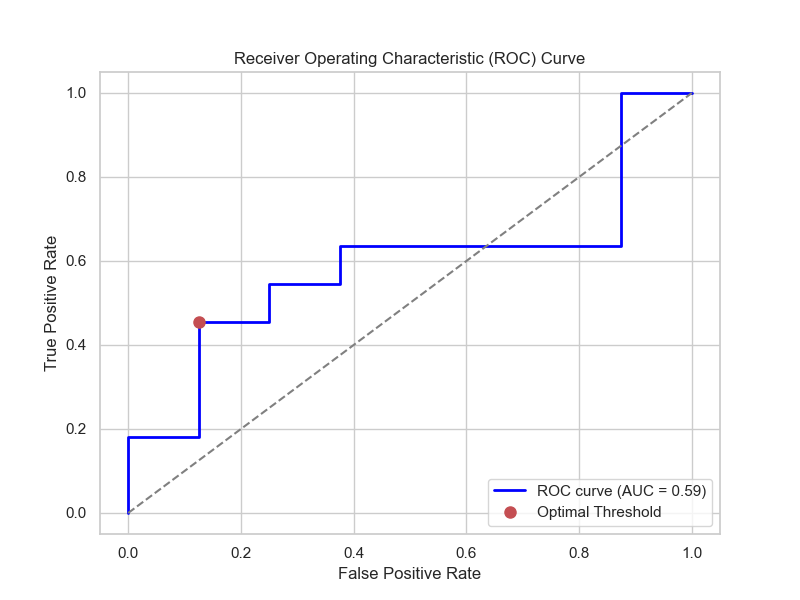 Receiver Operating Characteristic (ROC) Curve
1.0
0.8
0.6
0.4
0.2
0.0
True Positive Rate
0.0 0.2 0.4 0.6 0.8 1.0
False Positive Rate
ROC curve (AUC = 0.59)
Optimal Threshold